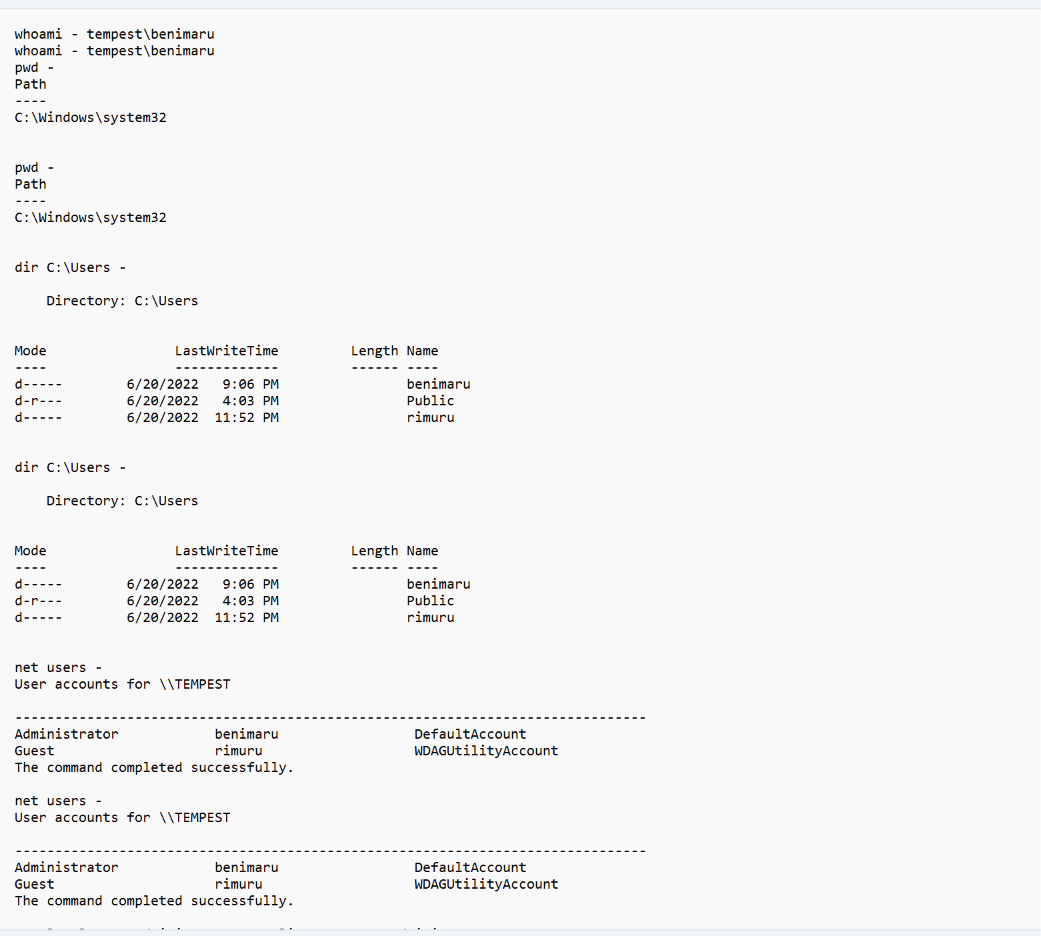 whoami - tempest\benimaru
whoami - tempest\benimaru
pwd -
Path
----
C:\Windows\system32
pwd -
Path
----
C:\Windows\system32
dir C:\Users -
    Directory: C:\Users
Mode                LastWriteTime         Length Name
----                -------------         ------ ----
d-----        6/20/2022   9:06 PM                benimaru
d-r---        6/20/2022   4:03 PM                Public
d-----        6/20/2022  11:52 PM                rimuru
dir C:\Users -
    Directory: C:\Users
Mode                LastWriteTime         Length Name
----                -------------         ------ ----
d-----        6/20/2022   9:06 PM                benimaru
d-r---        6/20/2022   4:03 PM                Public
d-----        6/20/2022  11:52 PM                rimuru
net users -
User accounts for \\TEMPEST
-------------------------------------------------------------------------------
Administrator            benimaru                 DefaultAccount
Guest                    rimuru                   WDAGUtilityAccount
The command completed successfully.
net users -
User accounts for \\TEMPEST
-------------------------------------------------------------------------------
Administrator            benimaru                 DefaultAccount
Guest                    rimuru                   WDAGUtilityAccount
The command completed successfully.